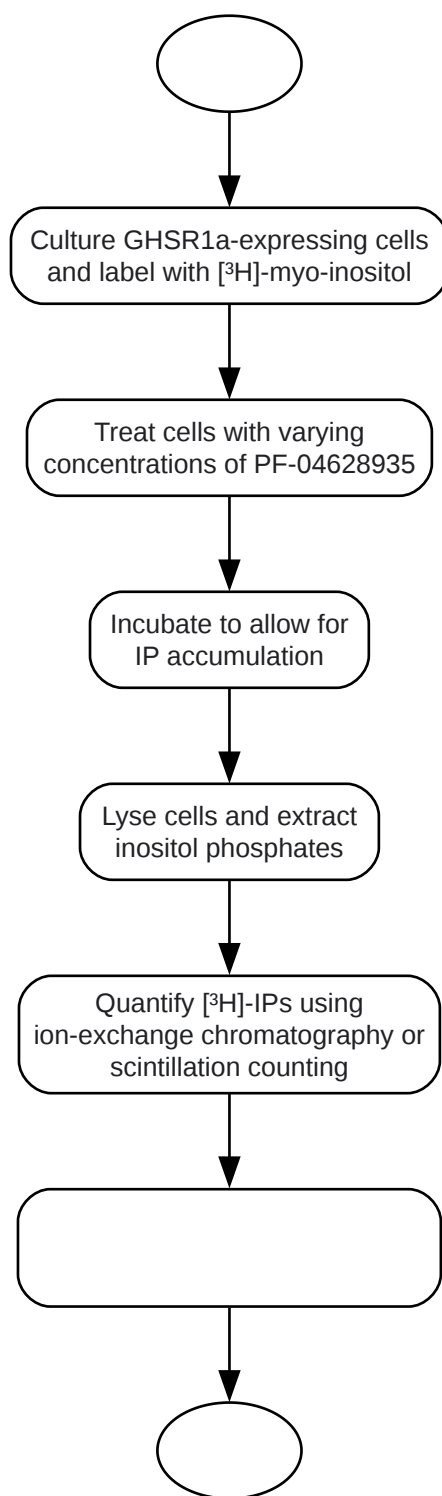 Culture GHSR1a-expressing cells
and label with [³H]-myo-inositol
Treat cells with varying
concentrations of PF-04628935
Incubate to allow for
IP accumulation
Lyse cells and extract
inositol phosphates
Quantify [³H]-IPs using
ion-exchange chromatography or
scintillation counting